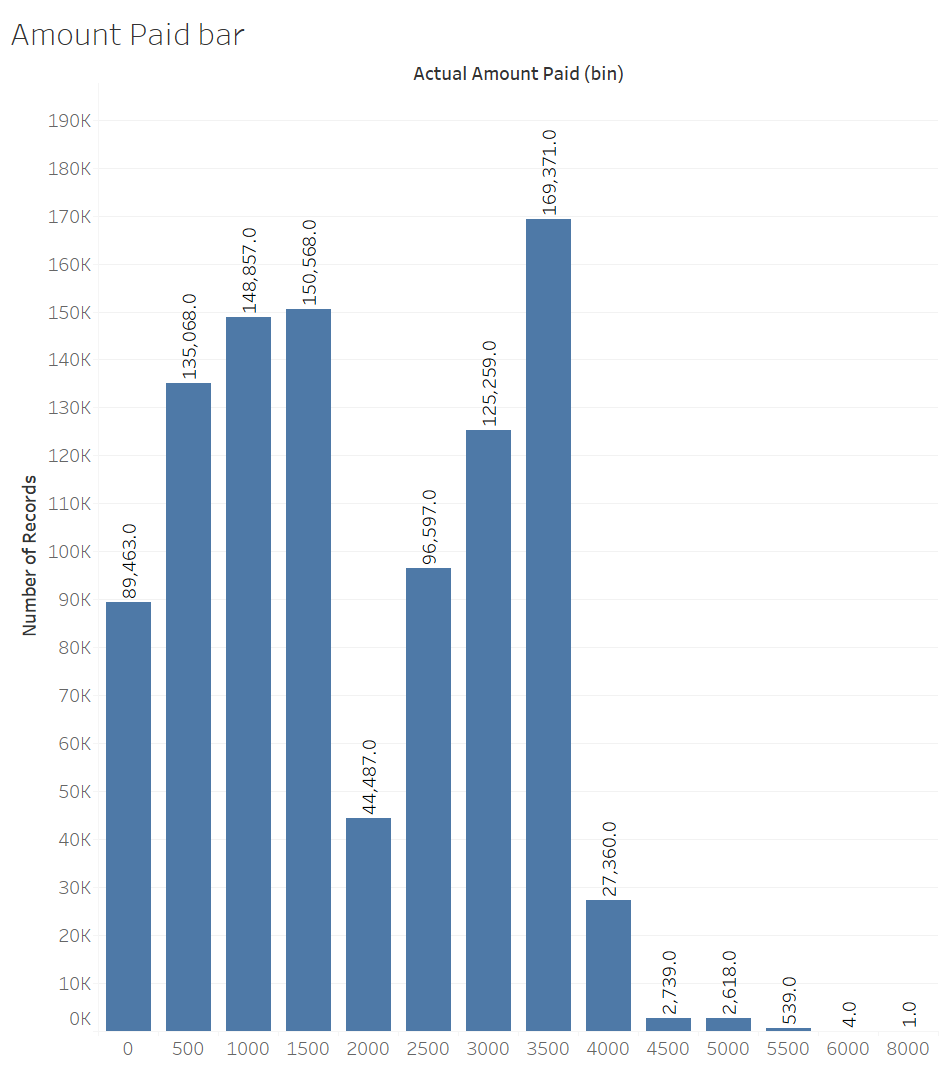 Amount Paid bar
Actual Amount Paid (bin)
Number of Records
190K
180K
170K
160K
150K
140K
130K
120K
110K
100K
90K
80K
70K
60K
50K
40K
30K
20K
10K
0K
89,463.0
135,068.0
148,857.0
150,568.0
44,487.0
96,597.0
125,259.0
169,371.0
27,360.0
2,739.0
2,618.0
539.0
4.0
1.0
0 500 1000 1500 2000 2500 3000 3500 4000 4500 5000 5500 6000 8000